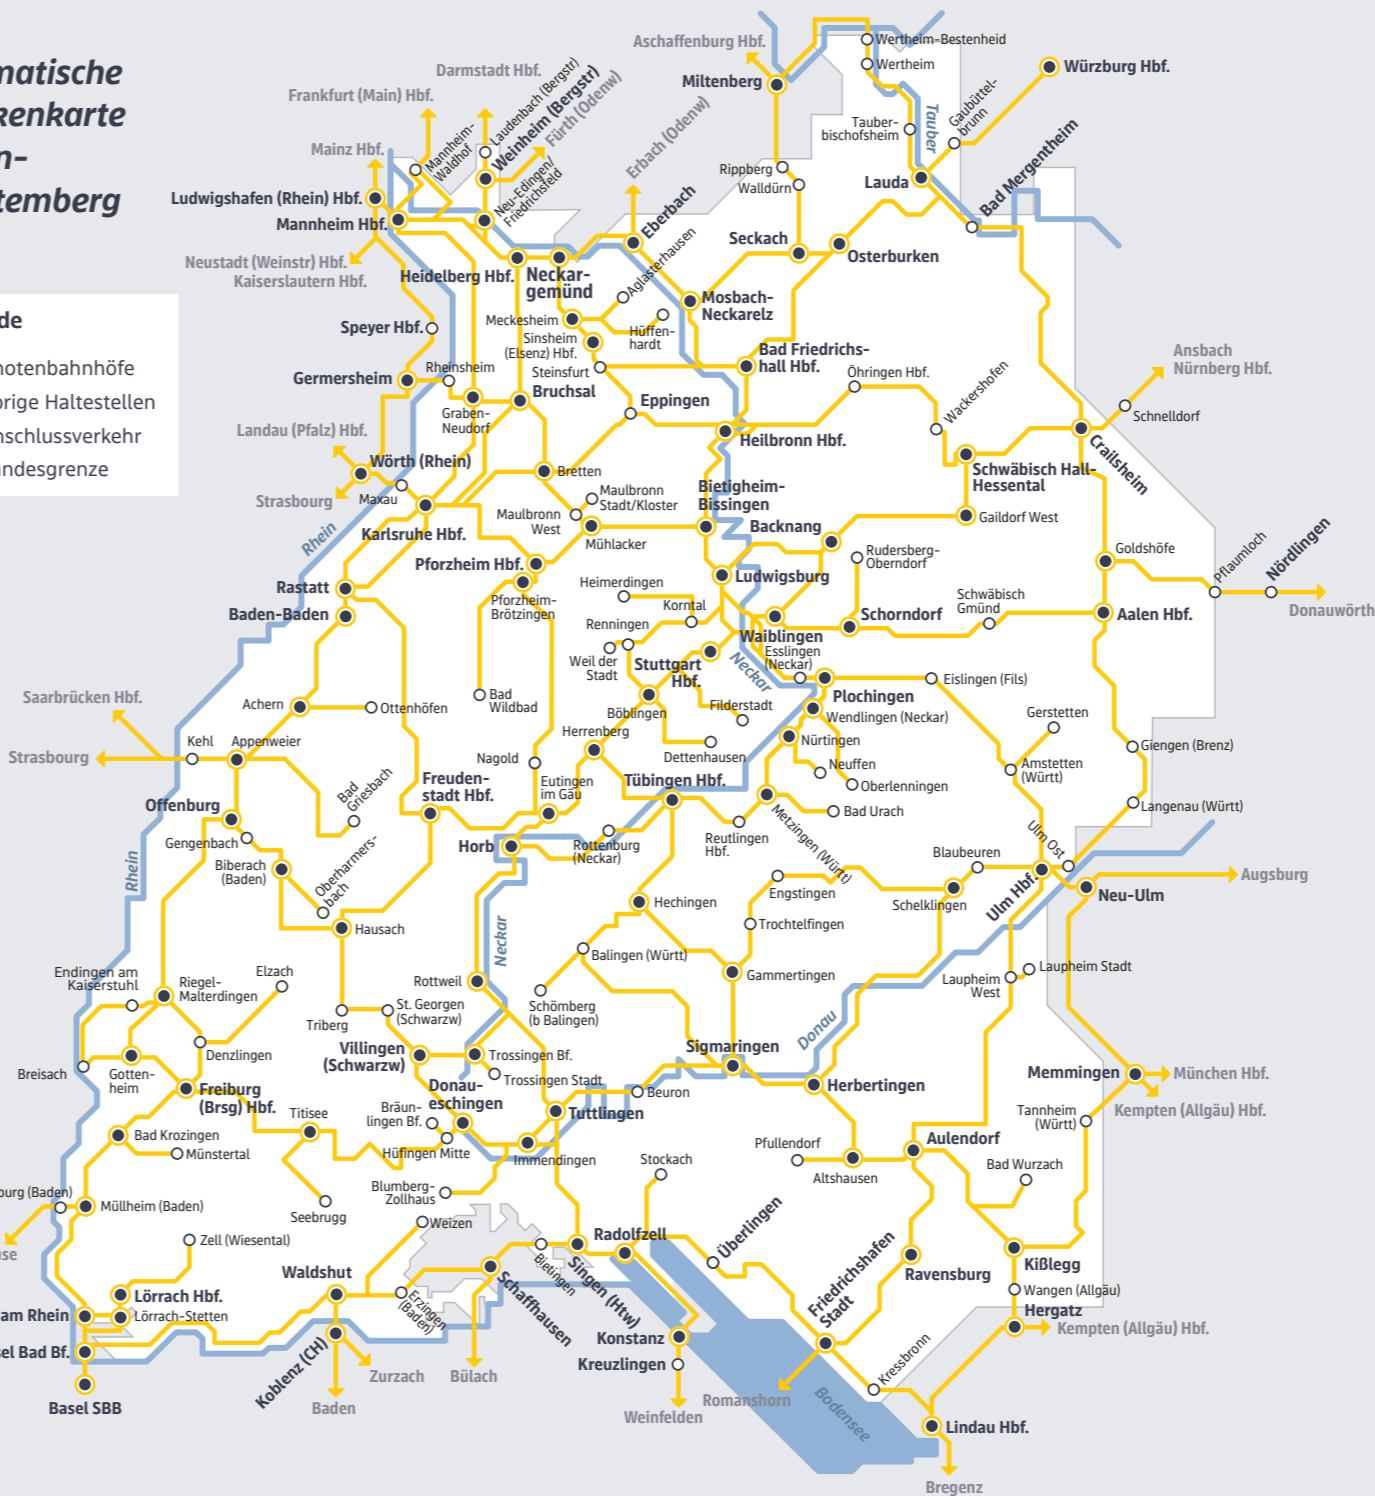 matische
kenkarte
n-
temberg
de
notenbahnhöfe
brige Haltestellen
nschlussverkehr
andesgrenze
Aschaffenburg Hbf.
Wertheim-Bestenheid
Wertheim
Würzburg Hbf.
Miltenberg
Darmstadt Hbf.
Laudenbach (Bergstr)
Weinheim (Bergstr)
Fürth (Odenw)
Frankfurt (Main) Hbf.
Mannheim-
Waldhof
Erbach (Odenw)
Tauber-
bischofsheim
Tauber
Gaubüttel-
brunn
Mainz Hbf.
Neu-Edingen/
Friedrichsfeld
Rippberg
Walldürn
Lauda
Bad Mergentheim
Ludwigshafen (Rhein) Hbf.
Mannheim Hbf.
Eberbach
Seckach
Osterburken
Neustadt (Weinstr) Hbf.
Kaiserslautern Hbf.
Heidelberg Hbf.
Neckar-
gemünd
Aglasterhausen
Mosbach-
Neckarelz
Meckesheim
Speyer Hbf.
Sinsheim
(Elsenz) Hbf.
Hüffen-
hardt
Steinsfurt
Bad Friedrichs-
hall Hbf.
Öhringen Hbf.
Wackershofen
Ansbach
Nürnberg Hbf.
Schnelldorf
Germersheim
Rheinsheim
Bruchsal
Eppingen
Graben-
Neudorf
Heilbronn Hbf.
Crailsheim
Landau (Pfalz) Hbf.
Wörth (Rhein)
Bretten
Schwäbisch Hall-
Hessental
Strasbourg
Maxau
Maulbronn
Stadt/Kloster
Bietigheim-
Bissingen
Maulbronn
West
Backnang
Gaildorf West
Rhein
Karlsruhe Hbf.
Mühlacker
Pforzheim Hbf.
Rudersberg-
Oberndorf
Goldshöfe
Pflaumloch
Nördlingen
Rastatt
Heimerdingen
Ludwigsburg
Pforzheim-
Brötzingen
Korntal
Schwäbisch
Gmünd
Donauwörth
Baden-Baden
Renningen
Schorndorf
Aalen Hbf.
Waiblingen
Weil der
Stadt
Stuttgart
Hbf.
Neckar
Esslingen
(Neckar)
Plochingen
Eislingen (Fils)
Saarbrücken Hbf.
Achern
Ottenhöfen
Bad
Wildbad
Böblingen
Filderstadt
Wendlingen (Neckar)
Gerstetten
Strasbourg
Kehl
Appenweier
Herrenberg
Dettenhausen
Nürtingen
Neuffen
Giengen (Brenz)
Nagold
Amstetten
(Württ)
Oberlenningen
Bad
Griesbach
Freuden-
stadt Hbf.
Eutingen
im Gäu
Tübingen Hbf.
Langenau (Württ)
Offenburg
Gengenbach
Bad Urach
Metzingen (Württ)
Reutlingen
Hbf.
Horb
Rottenburg
(Neckar)
Ulm Ost
Biberach
(Baden)
Oberharmers-
bach
Blaubeuren
Ulm Hbf.
Augsburg
Neu-Ulm
Rhein
Engstingen
Schelklingen
Hausach
Neckar
Hechingen
Trochtelfingen
Balingen (Württ)
Endingen am
Kaiserstuhl
Elzach
Riegel-
Malterdingen
Rottweil
Gammertingen
Laupheim
West
Laupheim Stadt
Triberg
St. Georgen
(Schwarzw)
Schömberg
(b Balingen)
Denzlingen
Donau
Villingen
(Schwarzw)
Trossingen Bf.
Sigmaringen
Breisach
Gotten-
heim
Trossingen Stadt
Herbertingen
Memmingen
München Hbf.
Freiburg
(Brsg) Hbf.
Donau-
eschingen
Beuron
Kempten (Allgäu) Hbf.
Titisee
Bräun-
lingen Bf.
Tuttlingen
Tannheim
(Württ)
Bad Krozingen
Münstertal
Hüfingen Mitte
Immendingen
Pfullendorf
Altshausen
Aulendorf
Stockach
Bad Wurzach
burg (Baden)
Müllheim (Baden)
Blumberg-
Zollhaus
Seebrugg
Weizen
Überlingen
use
Zell (Wiesental)
Radolfzell
Singen (Htw)
Bietingen
Friedrichshafen
Stadt
Ravensburg
Kißlegg
Waldshut
Lörrach Hbf.
Lörrach-Stetten
Erzingen
(Baden)
Schaffhausen
Wangen (Allgäu)
am Rhein
Hergatz
Kempten (Allgäu) Hbf.
Konstanz
sel Bad Bf.
Koblenz (CH)
Zurzach
Bülach
Kreuzlingen
Kressbronn
Basel SBB
Baden
Weinfelden
Romanshorn
Bodensee
Lindau Hbf.
Bregenz